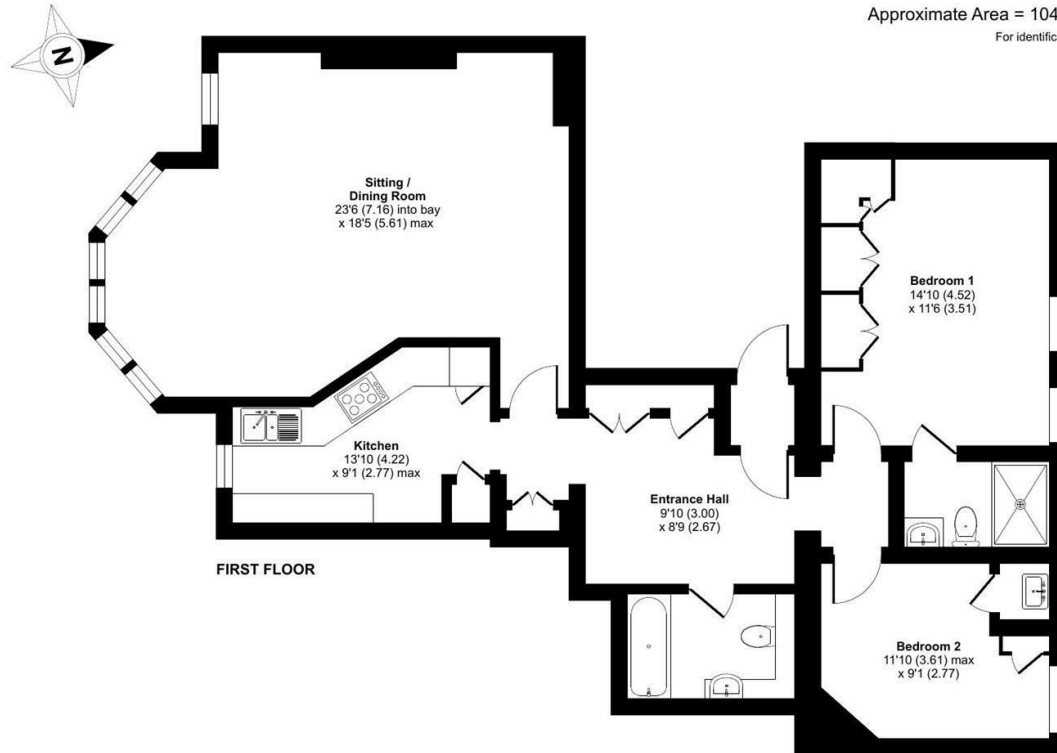 Approximate Area = 104
For identific
N
Sitting /
Dining Room
23'6 (7.16) into bay
x 18'5 (5.61) max
Bedroom 1
14'10 (4.52)
x 11'6 (3.51)
Kitchen
13'10 (4.22)
x 9'1 (2.77) max
Entrance Hall
9'10 (3.00)
x 8'9 (2.67)
FIRST FLOOR
Bedroom 2
11'10 (3.61) max
x 9'1 (2.77)